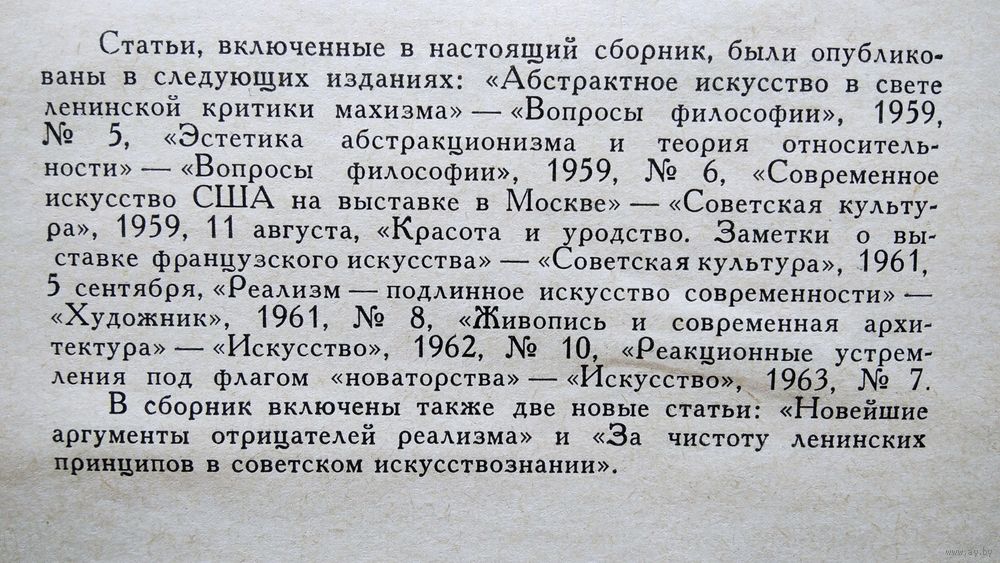 Статьи, включенные в настоящий сборник, были опублико-
ваны в следующих изданиях: «Абстрактное искусство в свете
ленинской критики махизма» — «Вопросы философии», 1959,
№ 5, «Эстетика абстракционизма и теория относитель-
ности» — «Вопросы философии», 1959, № 6, «Современное
искусство США на выставке в Москве» — «Советская культу-
ра», 1959, 11 августа, «Красота и уродство. Заметки о вы-
ставке французского искусства» — «Советская культура», 1961,
5 сентября, «Реализм — подлинное искусство современности» —
«Художник», 1961, № 8, «Живопись и современная архи-
тектура» — «Искусство», 1962, № 10, «Реакционные устрем-
ления под флагом «новаторства» — «Искусство», 1963, № 7.
В сборник включены также две новые статьи: «Новейшие
аргументы отрицателей реализма» и «За чистоту ленинских
принципов в советском искусствознании».
www.ay.by